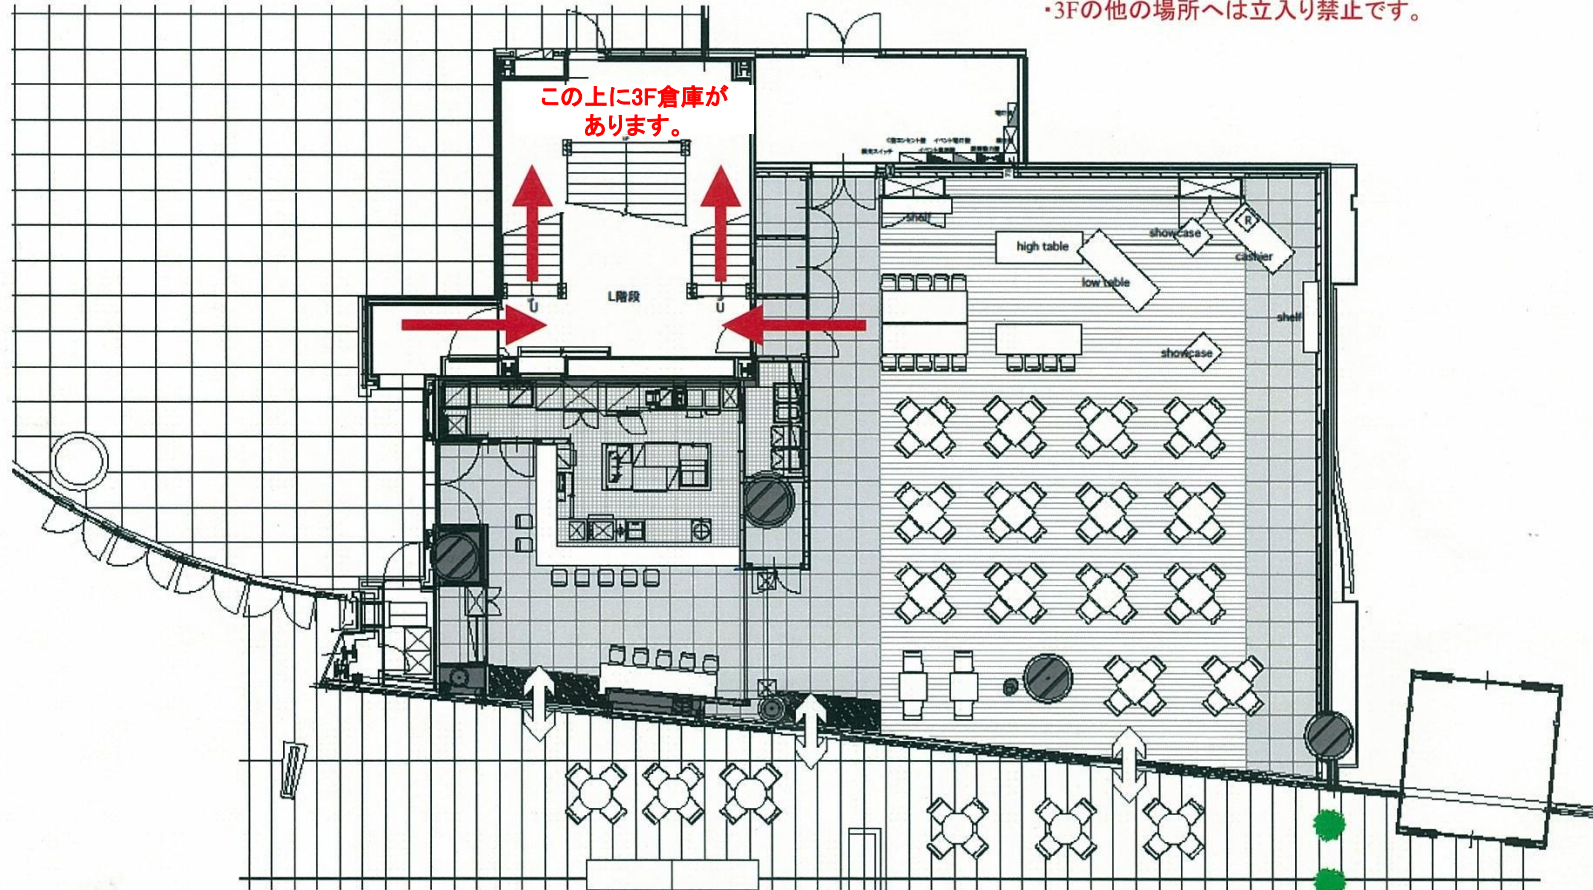 ・3Fの他の場所へは立入り禁止です。
この上に3F倉庫が
あります。
shelf
high table
low table
showcase
R
cashier
L階段
U
U
shelf
showcase